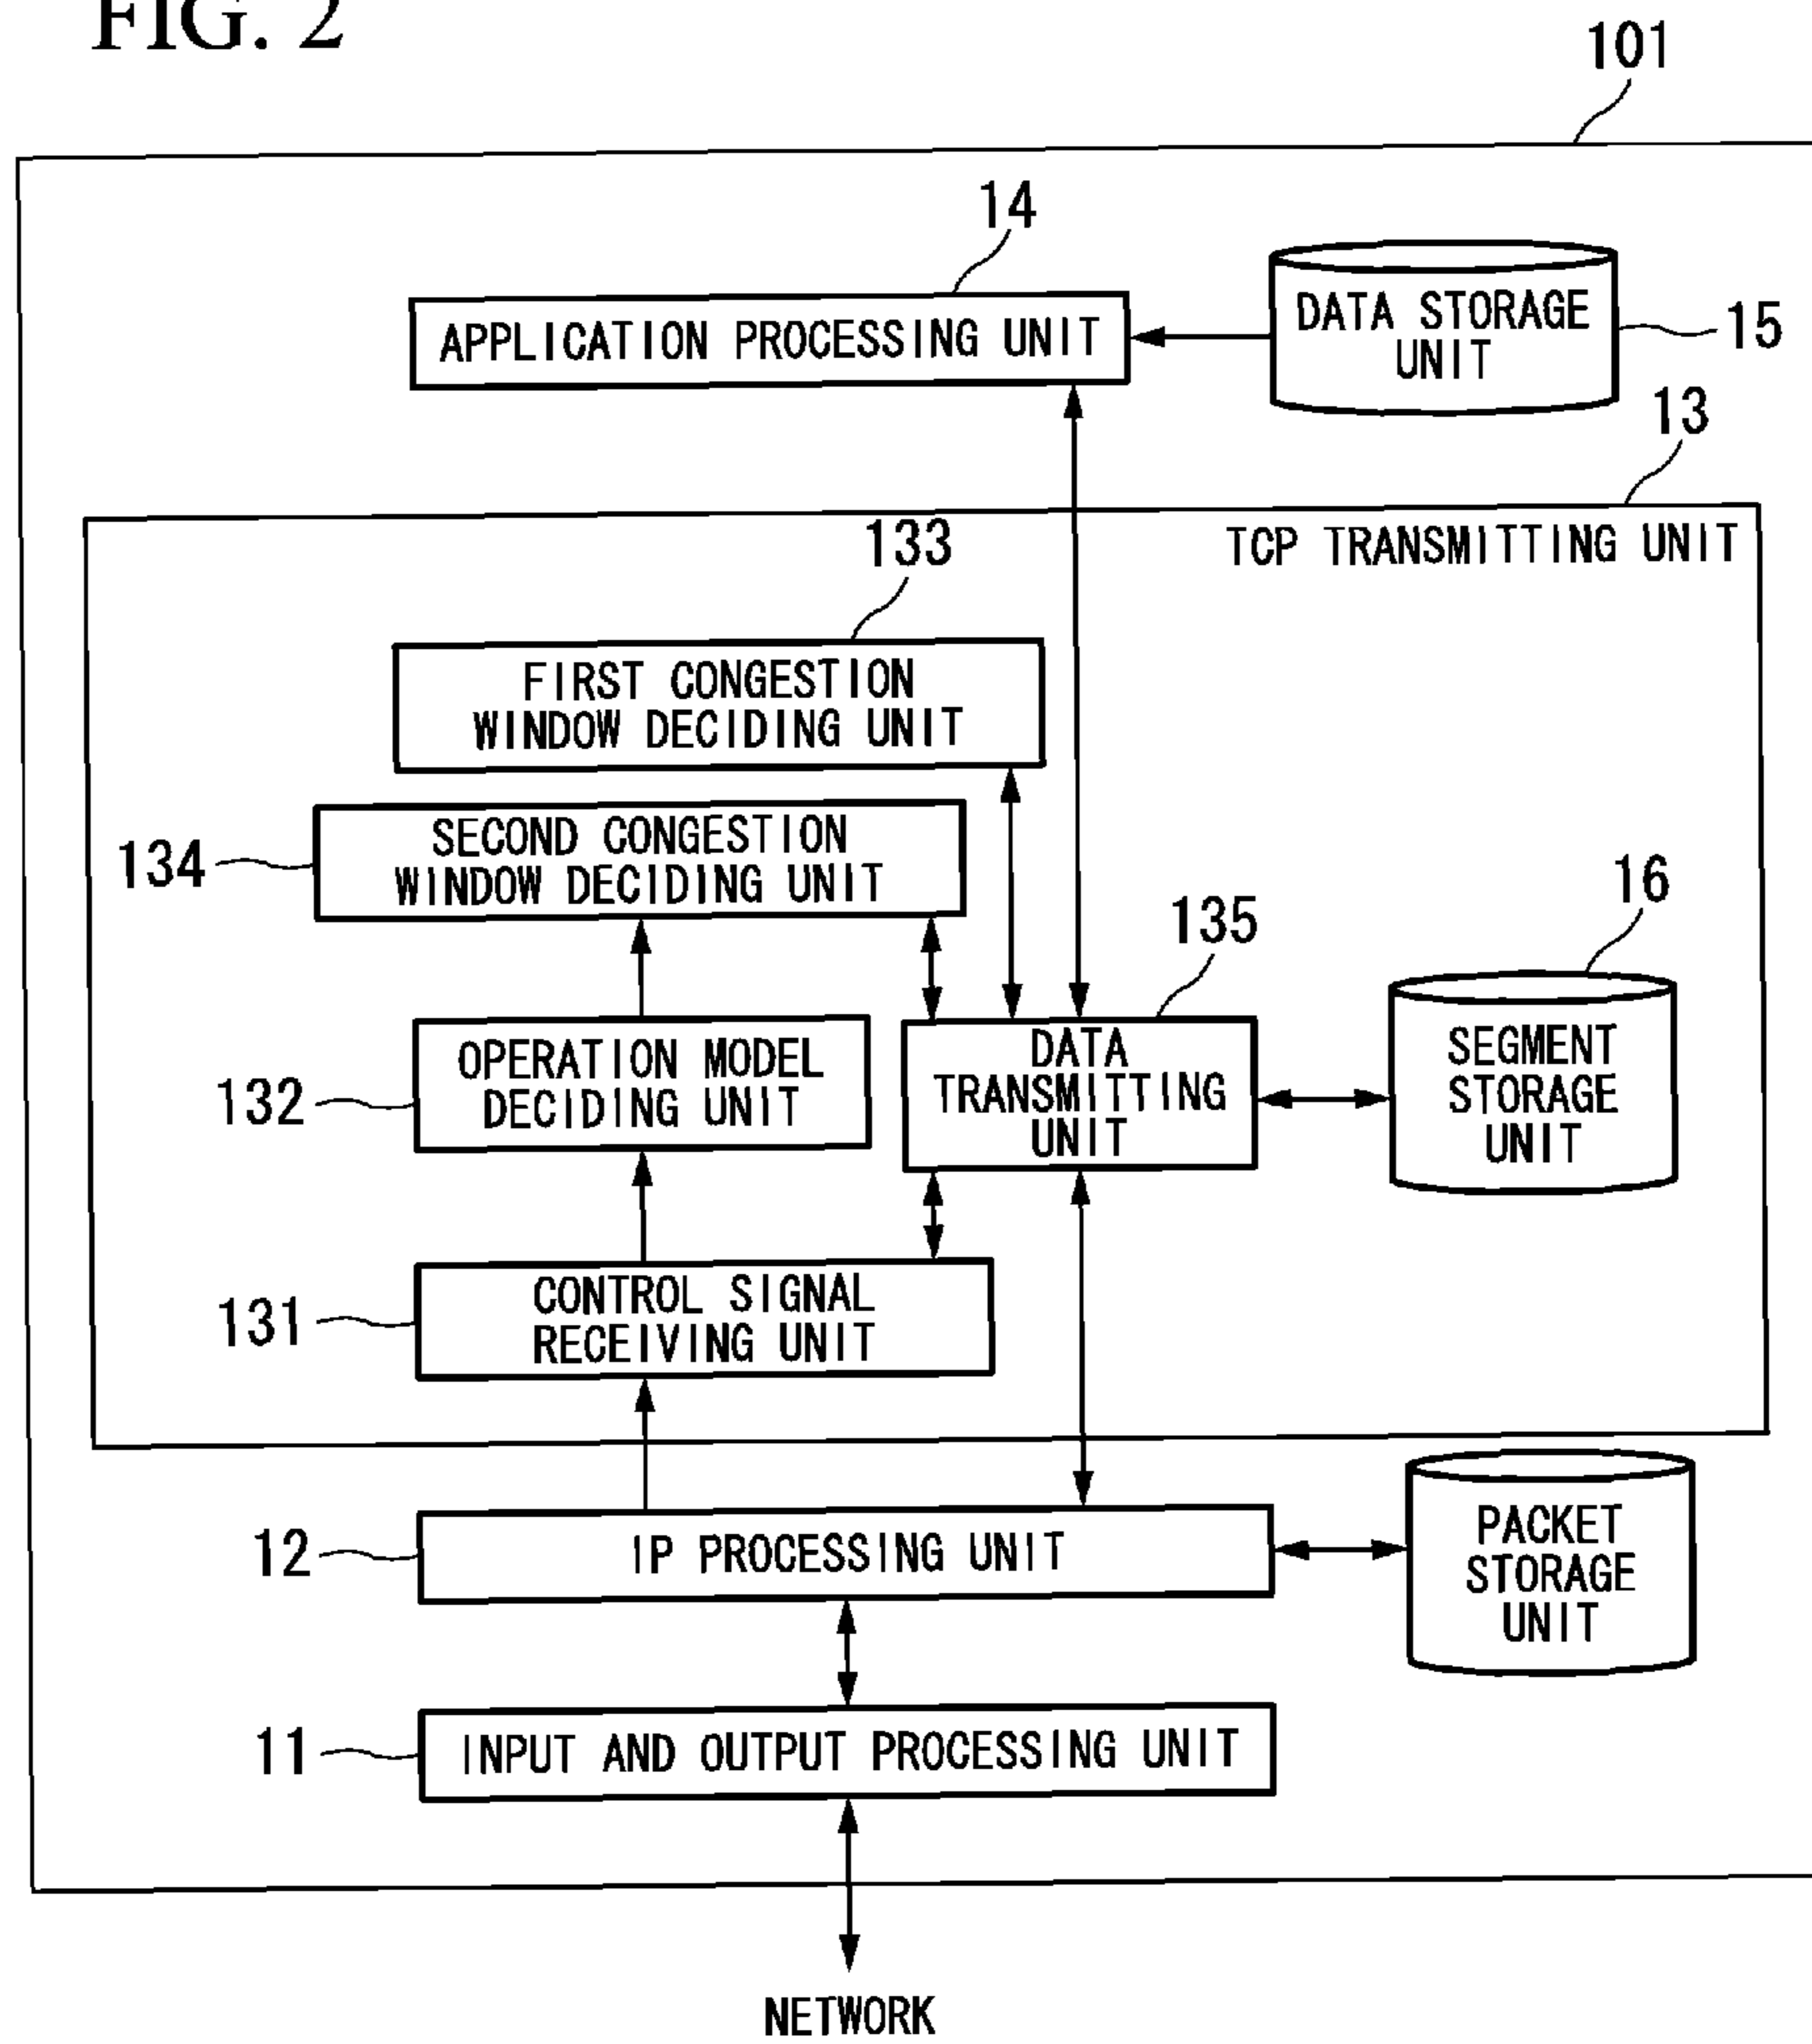 FIG. 2
101
14
APPLICATION PROCESSING UNIT
DATA STORAGE
UNIT
15
13
TCP TRANSMITTING UNIT
133
FIRST CONGESTION
WINDOW DECIDING UNIT
134
SECOND CONGESTION
WINDOW DECIDING UNIT
135
16
132
OPERATION MODEL
DECIDING UNIT
DATA
TRANSMITTING
UNIT
SEGMENT
STORAGE
UNIT
131
CONTROL SIGNAL
RECEIVING UNIT
12
IP PROCESSING UNIT
PACKET
STORAGE
UNIT
11
INPUT AND OUTPUT PROCESSING UNIT
NETWORK